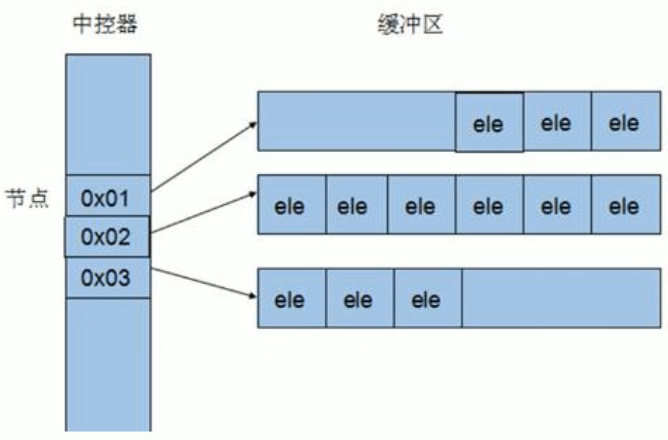 中控器
缓冲区
ele ele ele
节点
0x01
ele ele ele ele ele ele
0x02
0x03
ele ele ele